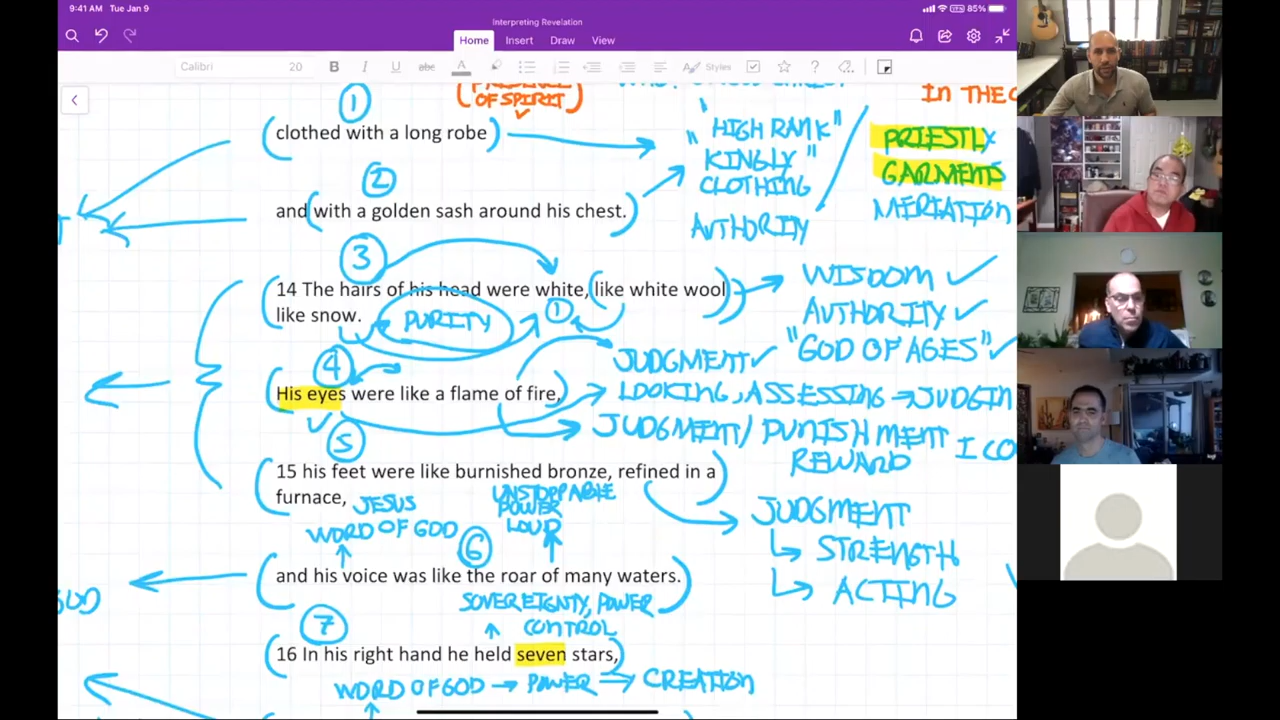 9:41 AM Tue Jan 9
85%
Interpreting Revelation
Home Insert Draw View
Calibri 20 B I U abc A Styles
OF SPIRIT
IN THE
1
clothed with a long robe
"HIGH RANK"
KINGLY"
CLOTHING
AUTHORITY
PRIESTLY
GARMENTS
MERIATION
2
and with a golden sash around his chest.
3
14 The hairs of his head were white, like white wool
like snow.
PURITY
1
WISDOM
AUTHORITY
"GOD OF AGES"
4
His eyes were like a flame of fire,
JUDGMENT
LOOKING, ASSESSING → JUDGIN
JUDGMENT / PUNISHMENT I CO
REWARD
5
15 his feet were like burnished bronze, refined in a
furnace,
JESUS
WORD OF GOD
UNSTOPPABLE
POWER
LOUD
JUDGMENT
STRENGTH
ACTING
6
and his voice was like the roar of many waters.
SOVEREIGNTY, POWER
CONTROL
7
16 In his right hand he held seven stars,
WORD OF GOD → POWER ⇒ CREATION